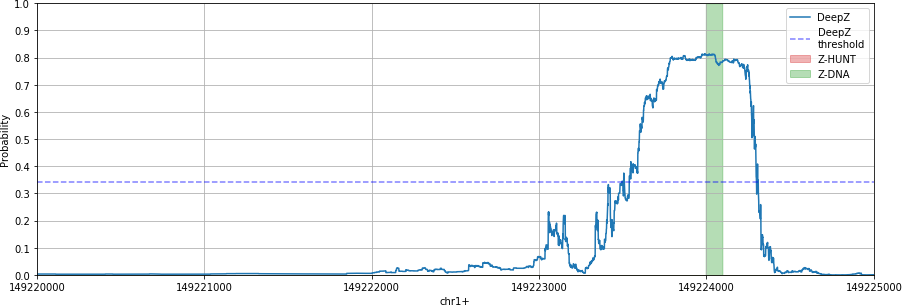 1.0
0.9
0.8
0.7
0.6
0.5
0.4
0.3
0.2
0.1
0.0
Probability
DeepZ
DeepZ
threshold
Z-HUNT
Z-DNA
149220000 149221000 149222000 149223000 149224000 149225000
chr1+